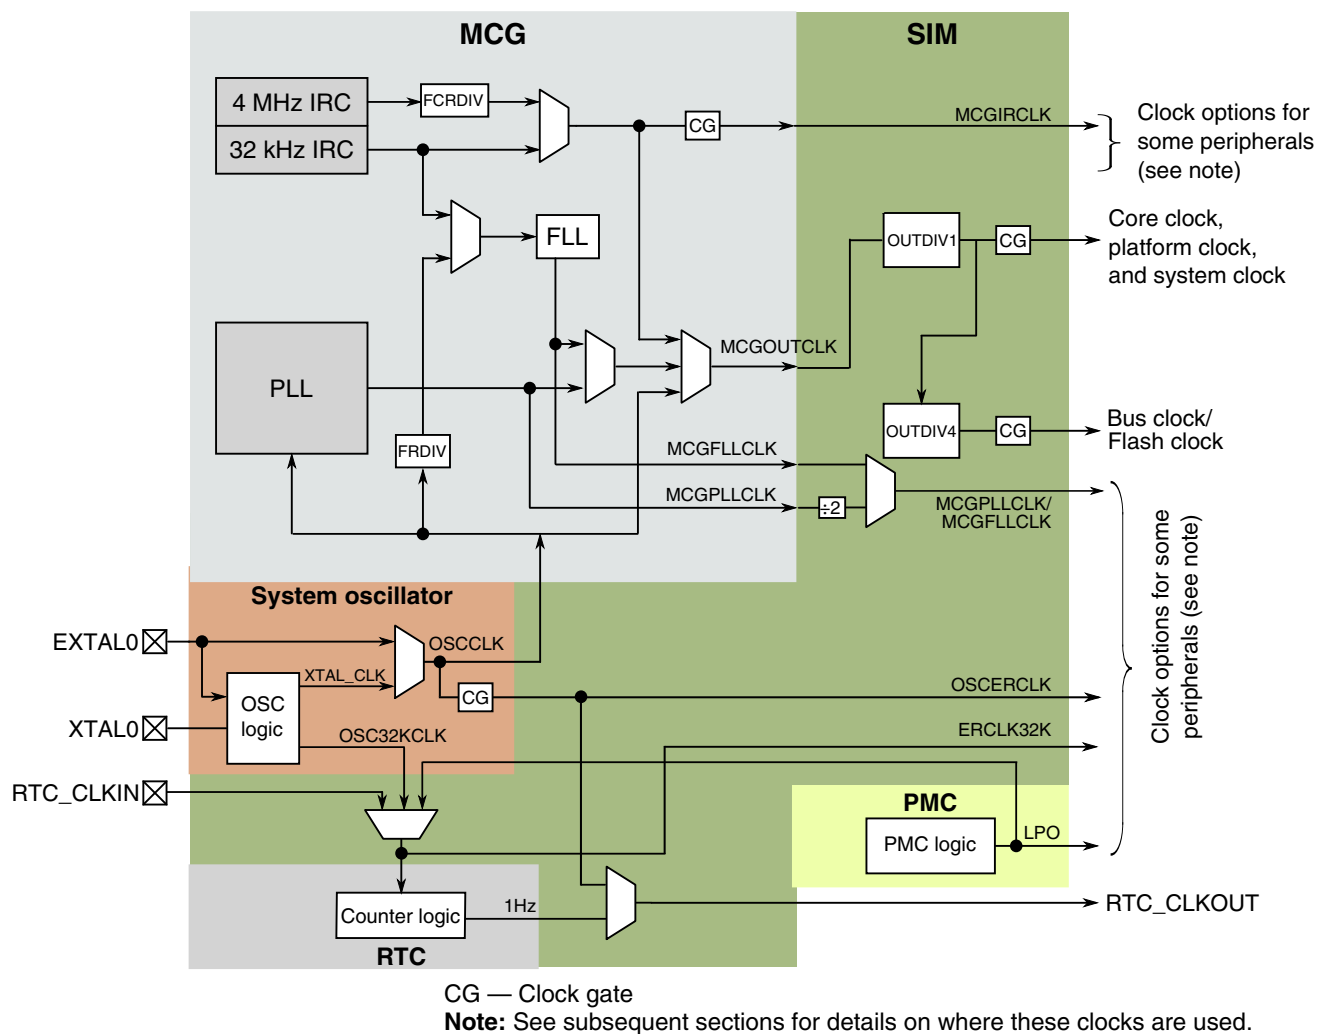 MCG
SIM
4 MHz IRC
FCRDIV
32 kHz IRC
CG
MCGIRCLK
Clock options for
some peripherals
(see note)
FLL
OUTDIV1
CG
Core clock,
platform clock,
and system clock
PLL
MCGOUTCLK
FRDIV
OUTDIV4
CG
Bus clock/
Flash clock
MCGFLLCLK
MCGPLLCLK
÷2
MCGPLLCLK/
MCGFLLCLK
Clock options for some
peripherals (see note)
System oscillator
EXTAL0
OSCCLK
XTAL_CLK
OSC
logic
CG
OSCERCLK
XTAL0
OSC32KCLK
ERCLK32K
RTC_CLKIN
PMC
PMC logic
LPO
Counter logic
1Hz
RTC_CLKOUT
RTC
CG — Clock gate
Note: See subsequent sections for details on where these clocks are used.